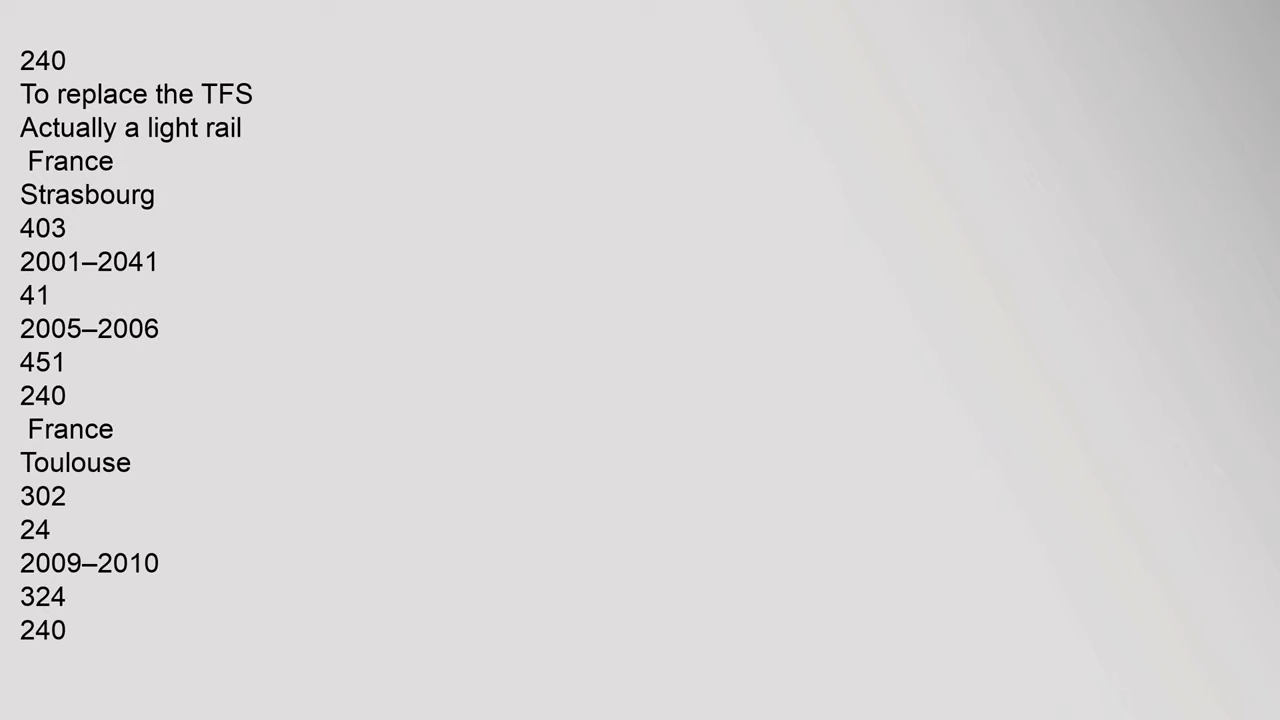 240
To replace the TFS
Actually a light rail
France
Strasbourg
403
2001–2041
41
2005–2006
451
240
France
Toulouse
302
24
2009–2010
324
240